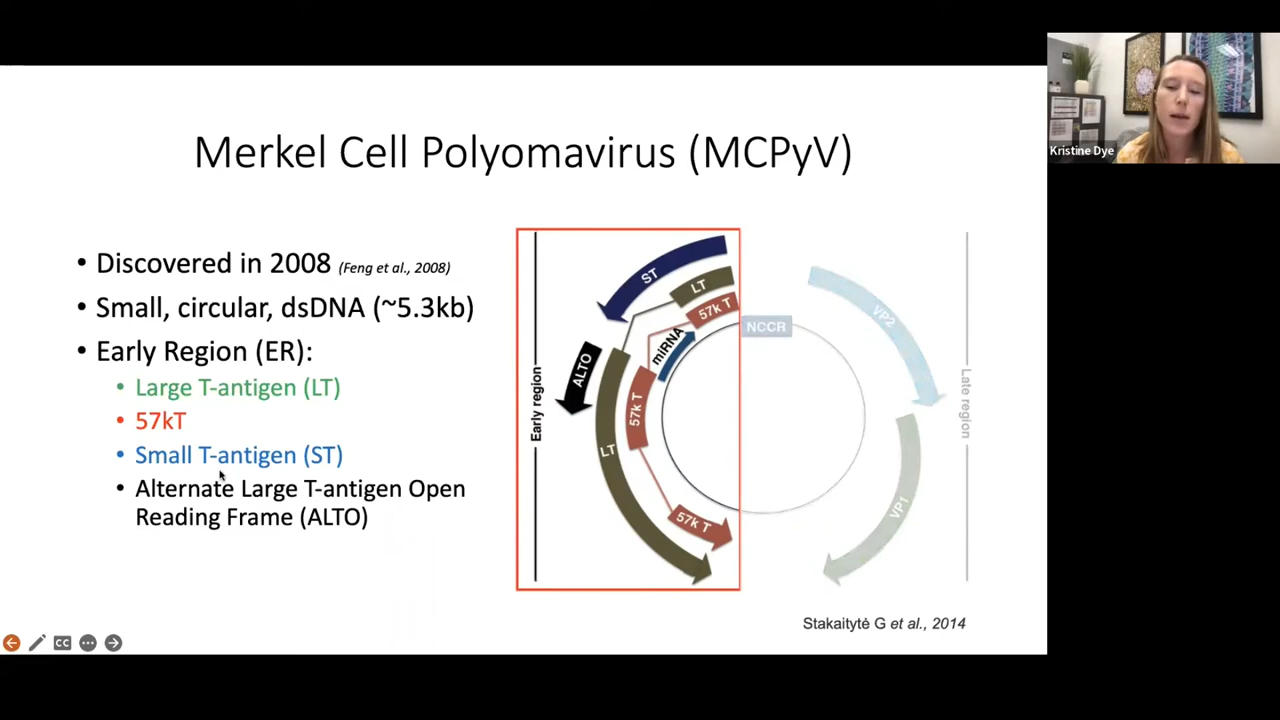 Merkel Cell Polyomavirus (MCPyV)
Kristine Dye
• Discovered in 2008 (Feng et al., 2008)
• Small, circular, dsDNA (~5.3kb)
• Early Region (ER):
• Large T-antigen (LT)
• 57kT
• Small T-antigen (ST)
• Alternate Large T-antigen Open
Reading Frame (ALTO)
Early region
ST
LT
57k T
miRNA
ALTO
57k T
LT
57k T
NCCR
VP2
VP1
Late region
Stakaitytė G et al., 2014
CC